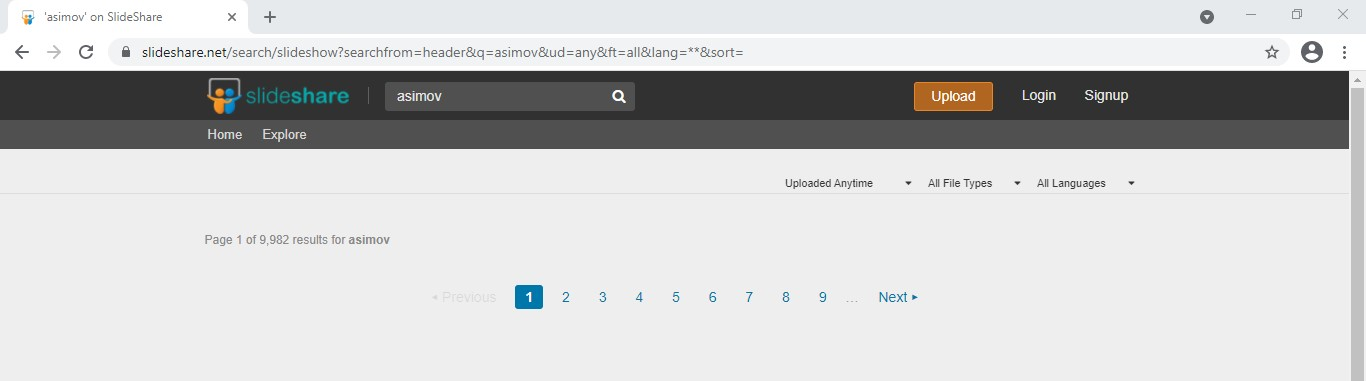 'asimov' on SlideShare
slideshare.net/search/slideshow?searchfrom=header&q=asimov&ud=any&ft=all&lang=**&sort=
slideshare asimov Upload Login Signup
Home Explore
Uploaded Anytime All File Types All Languages
Page 1 of 9,982 results for asimov
Previous 1 2 3 4 5 6 7 8 9 ... Next